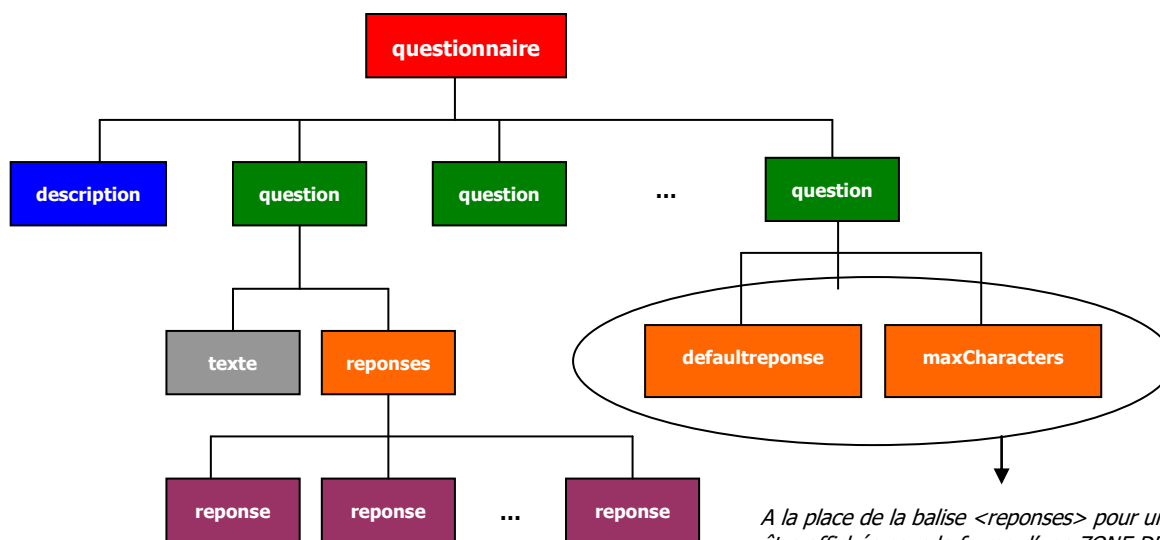 questionnaire
description
question
question
...
question
texte
reponses
defaultreponse
maxCharacters
reponse
reponse
...
reponse
A la place de la balise <reponses> pour